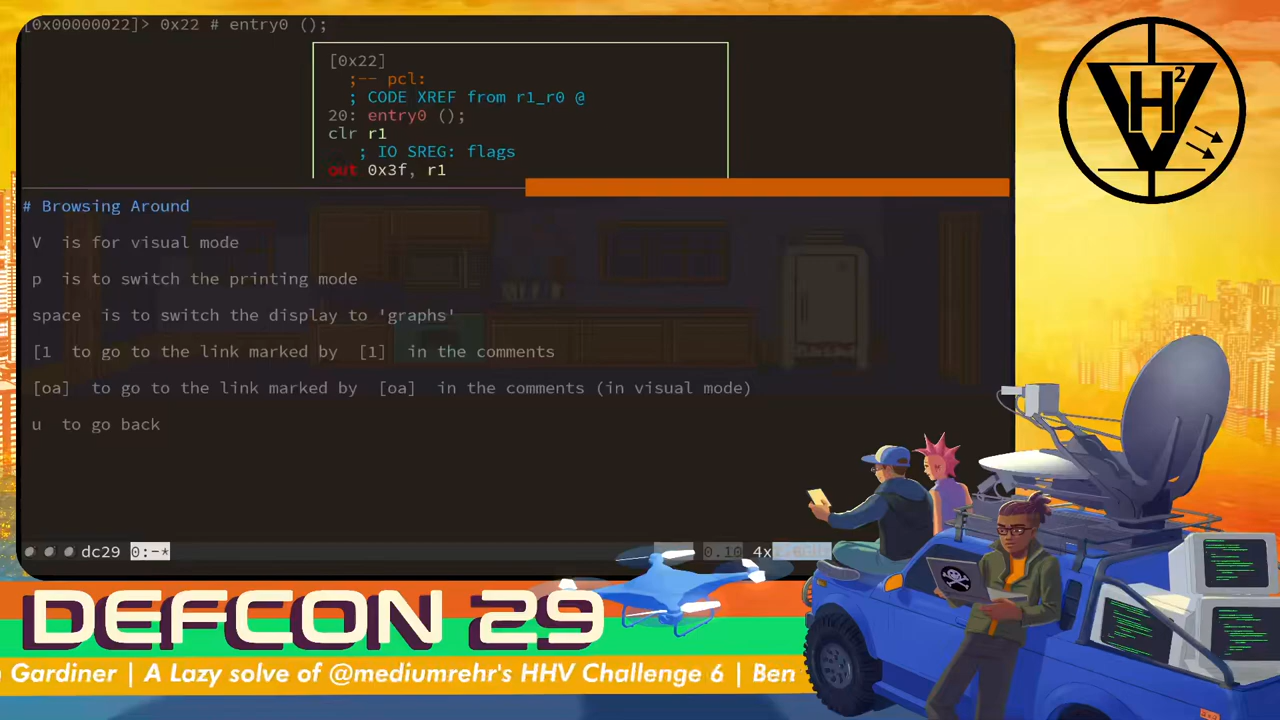 [0x00000022]> 0x22 # entry0 ();
[0x22]
;-- pcl:
; CODE XREF from r1_r0 @
20: entry0 ();
clr r1
; IO SREG: flags
out 0x3f, r1
# Browsing Around
V is for visual mode
p is to switch the printing mode
space is to switch the display to 'graphs'
[1 to go to the link marked by [1] in the comments
[oa] to go to the link marked by [oa] in the comments (in visual mode)
u to go back
dc29 0:-*
0.10 4x
H2V
DEFCON 29
Gardiner | A Lazy solve of @mediumrehr's HHV Challenge 6 | Ben